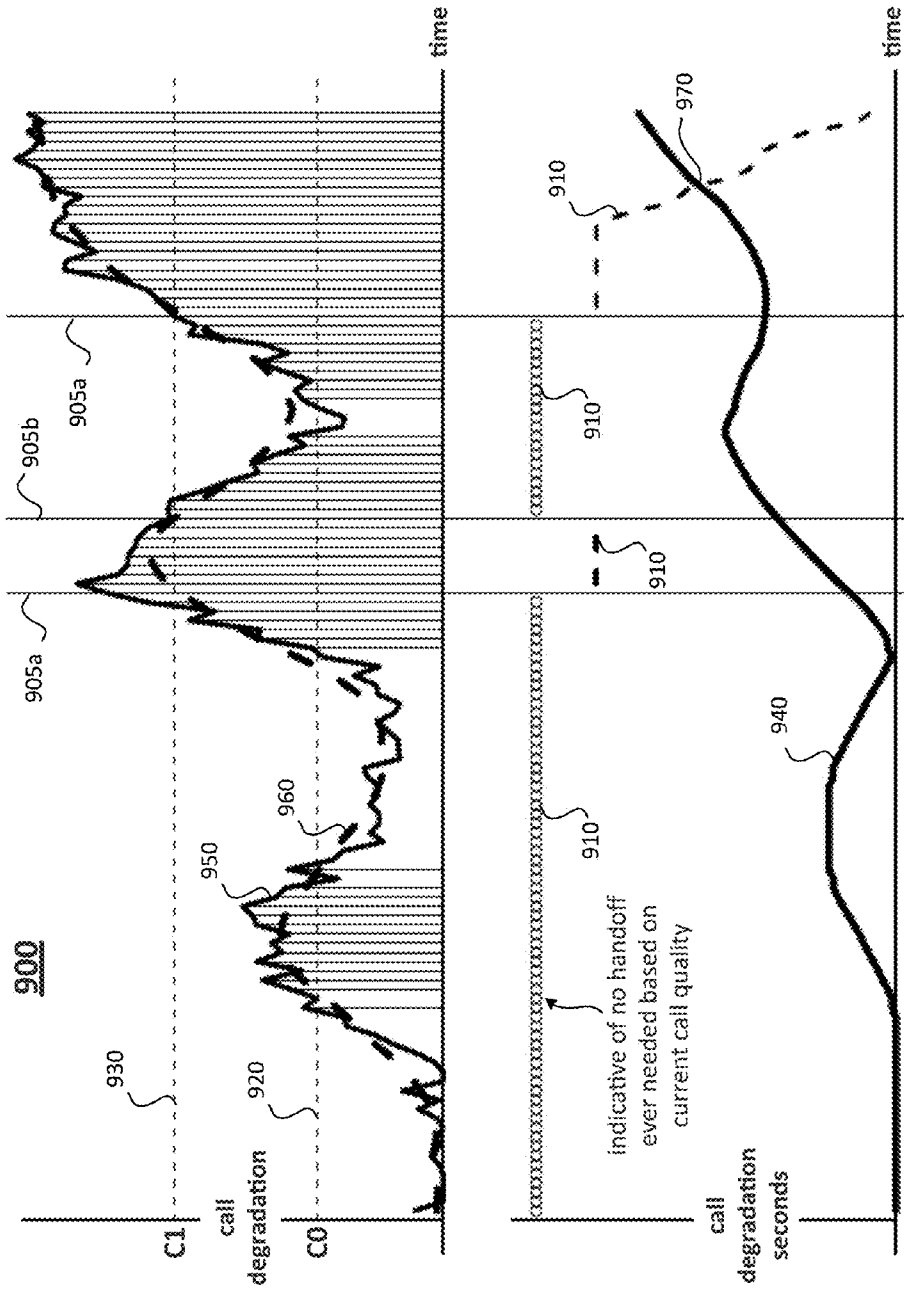 900
930
920
C1
C0
call
degradation
950
960
905a
905b
905a
time
910
indicative of no handoff
ever needed based on
current call quality
910
940
910
910
910
970
call
degradation
seconds
time